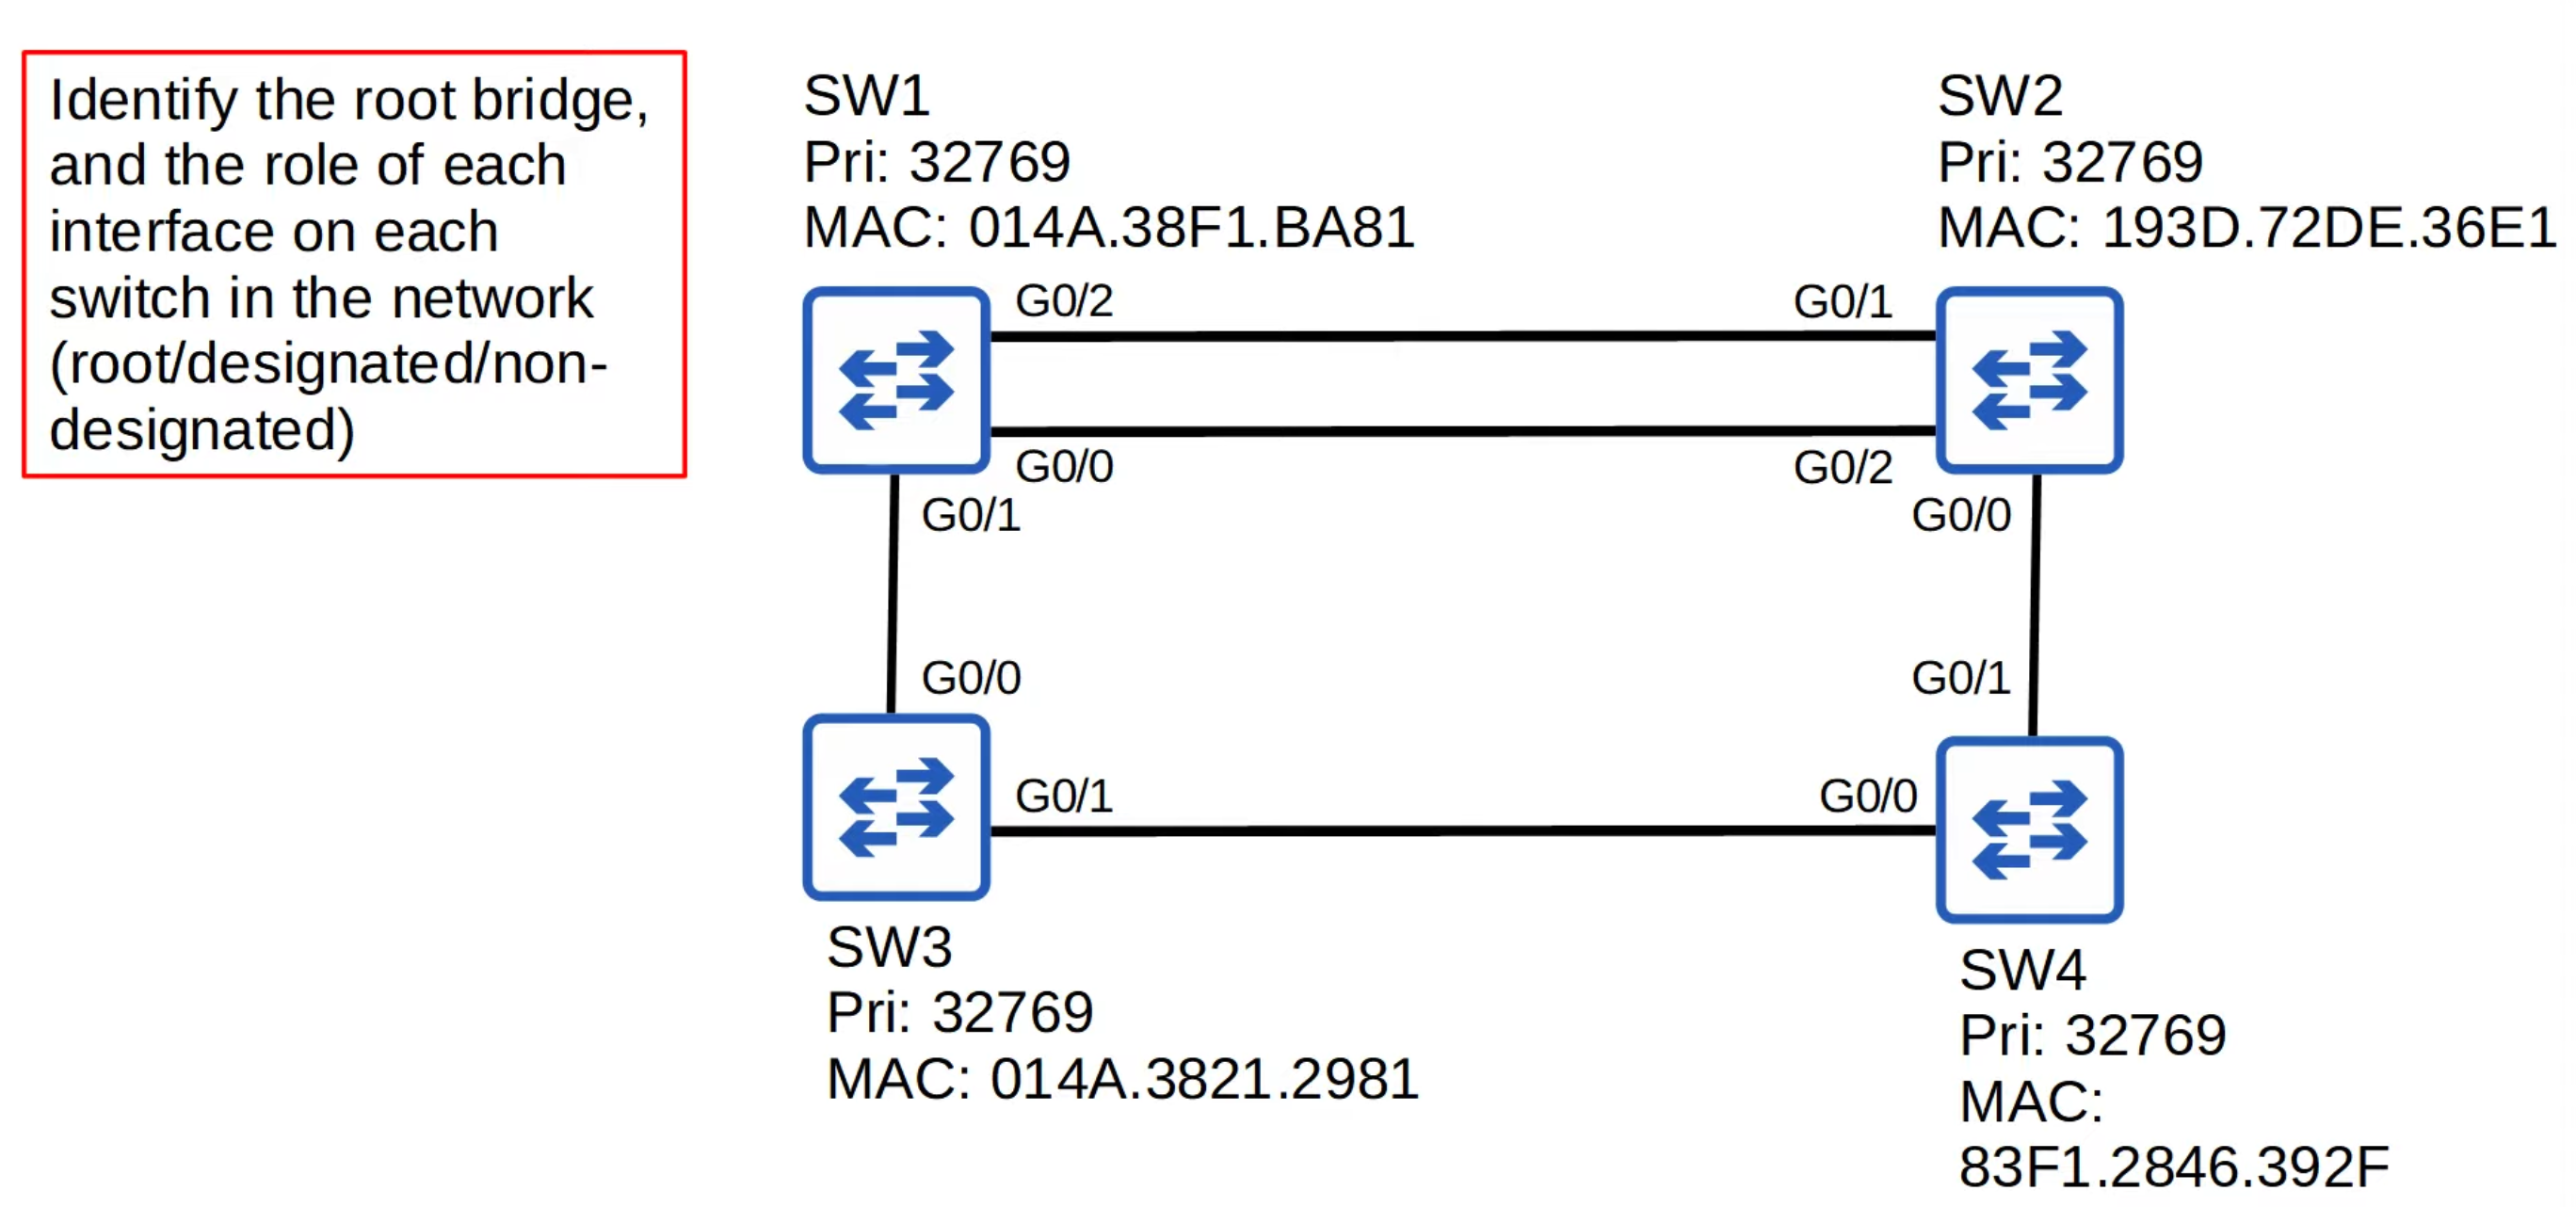 Identify the root bridge,
and the role of each
interface on each
switch in the network
(root/designated/non-
designated)
SW1
Pri: 32769
MAC: 014A.38F1.BA81
SW2
Pri: 32769
MAC: 193D.72DE.36E1
G0/2
G0/1
G0/0
G0/2
G0/1
G0/0
G0/0
G0/1
G0/1
G0/0
SW3
Pri: 32769
MAC: 014A.3821.2981
SW4
Pri: 32769
MAC:
83F1.2846.392F